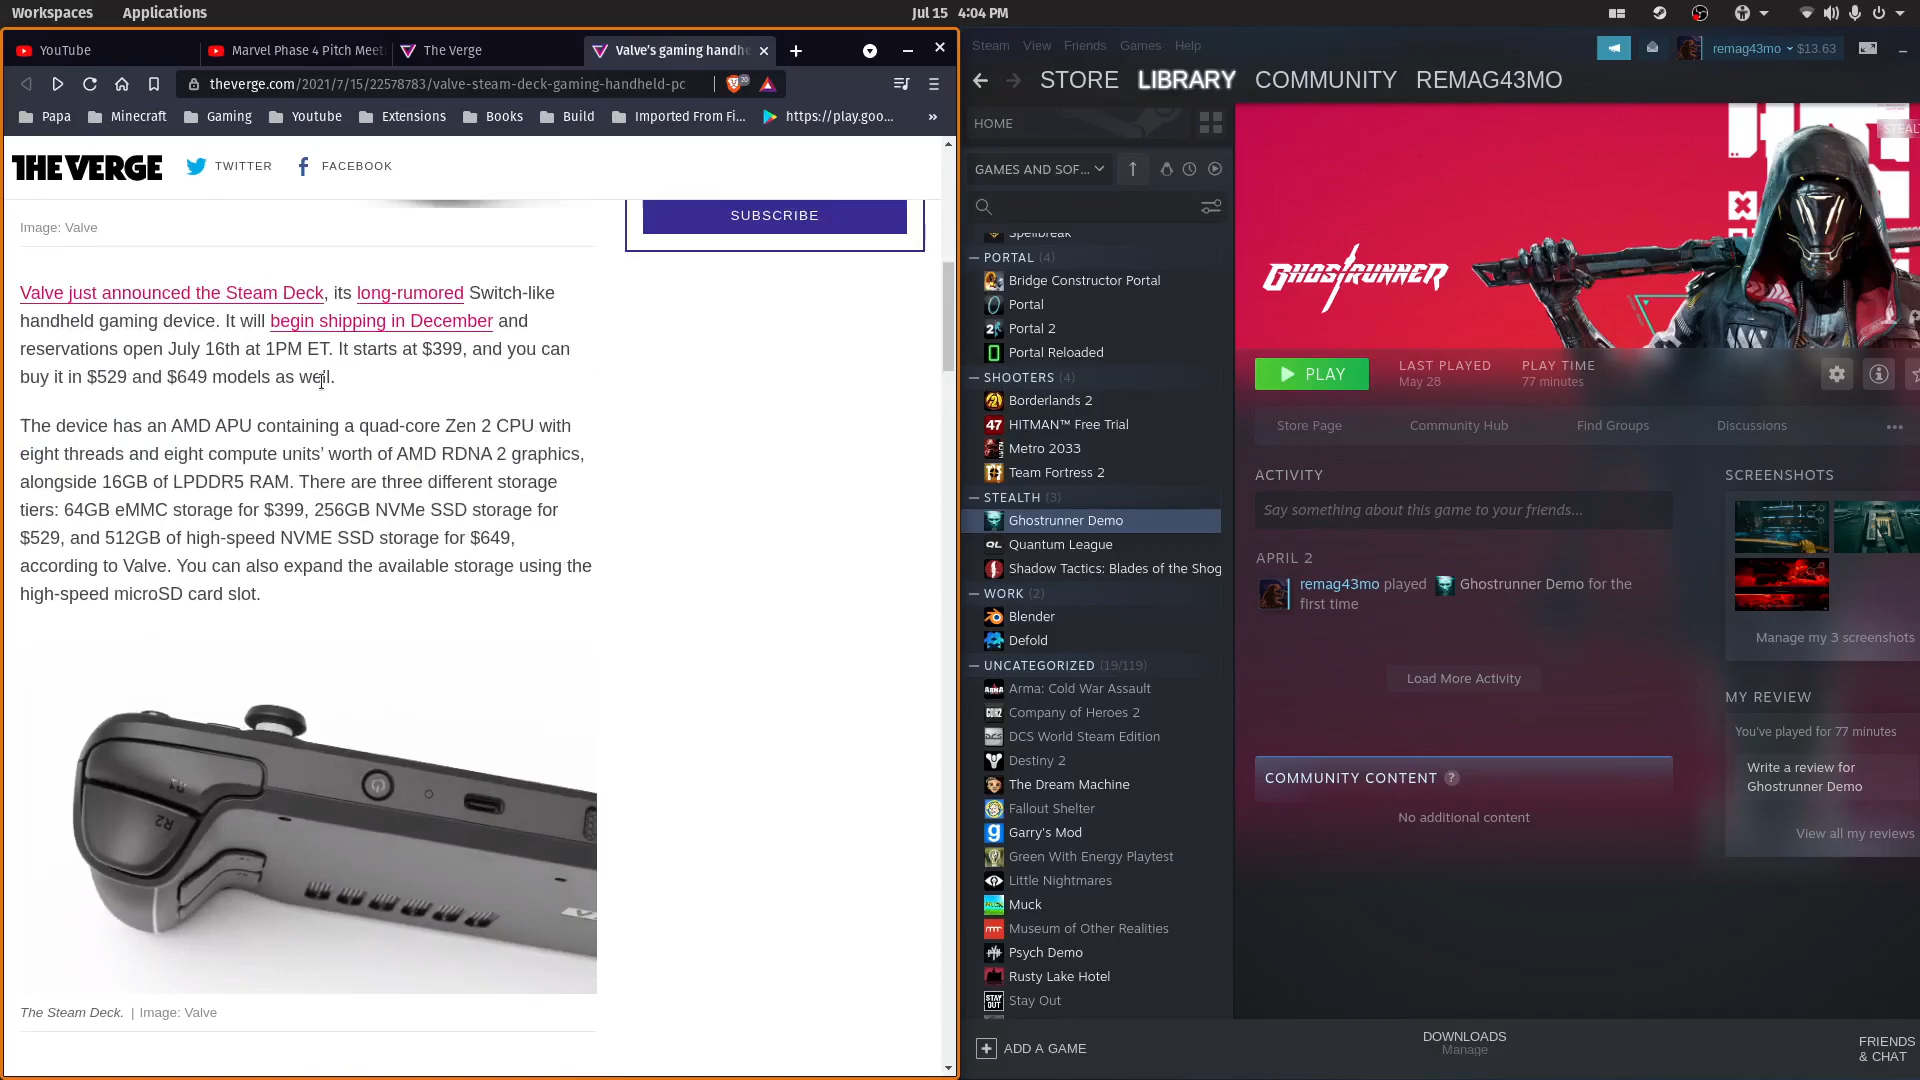 Workspaces Applications Jul 15 4:04 PM
YouTube Marvel Phase 4 Pitch Meeti The Verge Valve's gaming handhe
theverge.com/2021/7/15/22578783/valve-steam-deck-gaming-handheld-pc
Papa Minecraft Gaming Youtube Extensions Books Build Imported From Fi... https://play.goo... »
THE VERGE TWITTER FACEBOOK
SUBSCRIBE
Image: Valve
Valve just announced the Steam Deck, its long-rumored Switch-like
handheld gaming device. It will begin shipping in December and
reservations open July 16th at 1PM ET. It starts at $399, and you can
buy it in $529 and $649 models as well.
The device has an AMD APU containing a quad-core Zen 2 CPU with
eight threads and eight compute units' worth of AMD RDNA 2 graphics,
alongside 16GB of LPDDR5 RAM. There are three different storage
tiers: 64GB eMMC storage for $399, 256GB NVMe SSD storage for
$529, and 512GB of high-speed NVME SSD storage for $649,
according to Valve. You can also expand the available storage using the
high-speed microSD card slot.
R1
R2
The Steam Deck. | Image: Valve
Steam View Friends Games Help
remag43mo $13.63
STORE LIBRARY COMMUNITY REMAG43MO
HOME
GAMES AND SOF...
Spellbreak
PORTAL (4)
Bridge Constructor Portal
Portal
Portal 2
Portal Reloaded
SHOOTERS (4)
Borderlands 2
HITMAN™ Free Trial
Metro 2033
Team Fortress 2
STEALTH (3)
Ghostrunner Demo
Quantum League
Shadow Tactics: Blades of the Shog
WORK (2)
Blender
Defold
UNCATEGORIZED (19/119)
Arma: Cold War Assault
Company of Heroes 2
DCS World Steam Edition
Destiny 2
The Dream Machine
Fallout Shelter
Garry's Mod
Green With Energy Playtest
Little Nightmares
Muck
Museum of Other Realities
Psych Demo
Rusty Lake Hotel
Stay Out
ADD A GAME
STEALT
GHOSTRUNNER
PLAY
LAST PLAYED
May 28
PLAY TIME
77 minutes
Store Page Community Hub Find Groups Discussions
ACTIVITY
Say something about this game to your friends...
APRIL 2
remag43mo played Ghostrunner Demo for the
first time
Load More Activity
COMMUNITY CONTENT ?
No additional content
SCREENSHOTS
Manage my 3 screenshots
MY REVIEW
You've played for 77 minutes
Write a review for
Ghostrunner Demo
View all my reviews
DOWNLOADS
Manage
FRIENDS
& CHAT